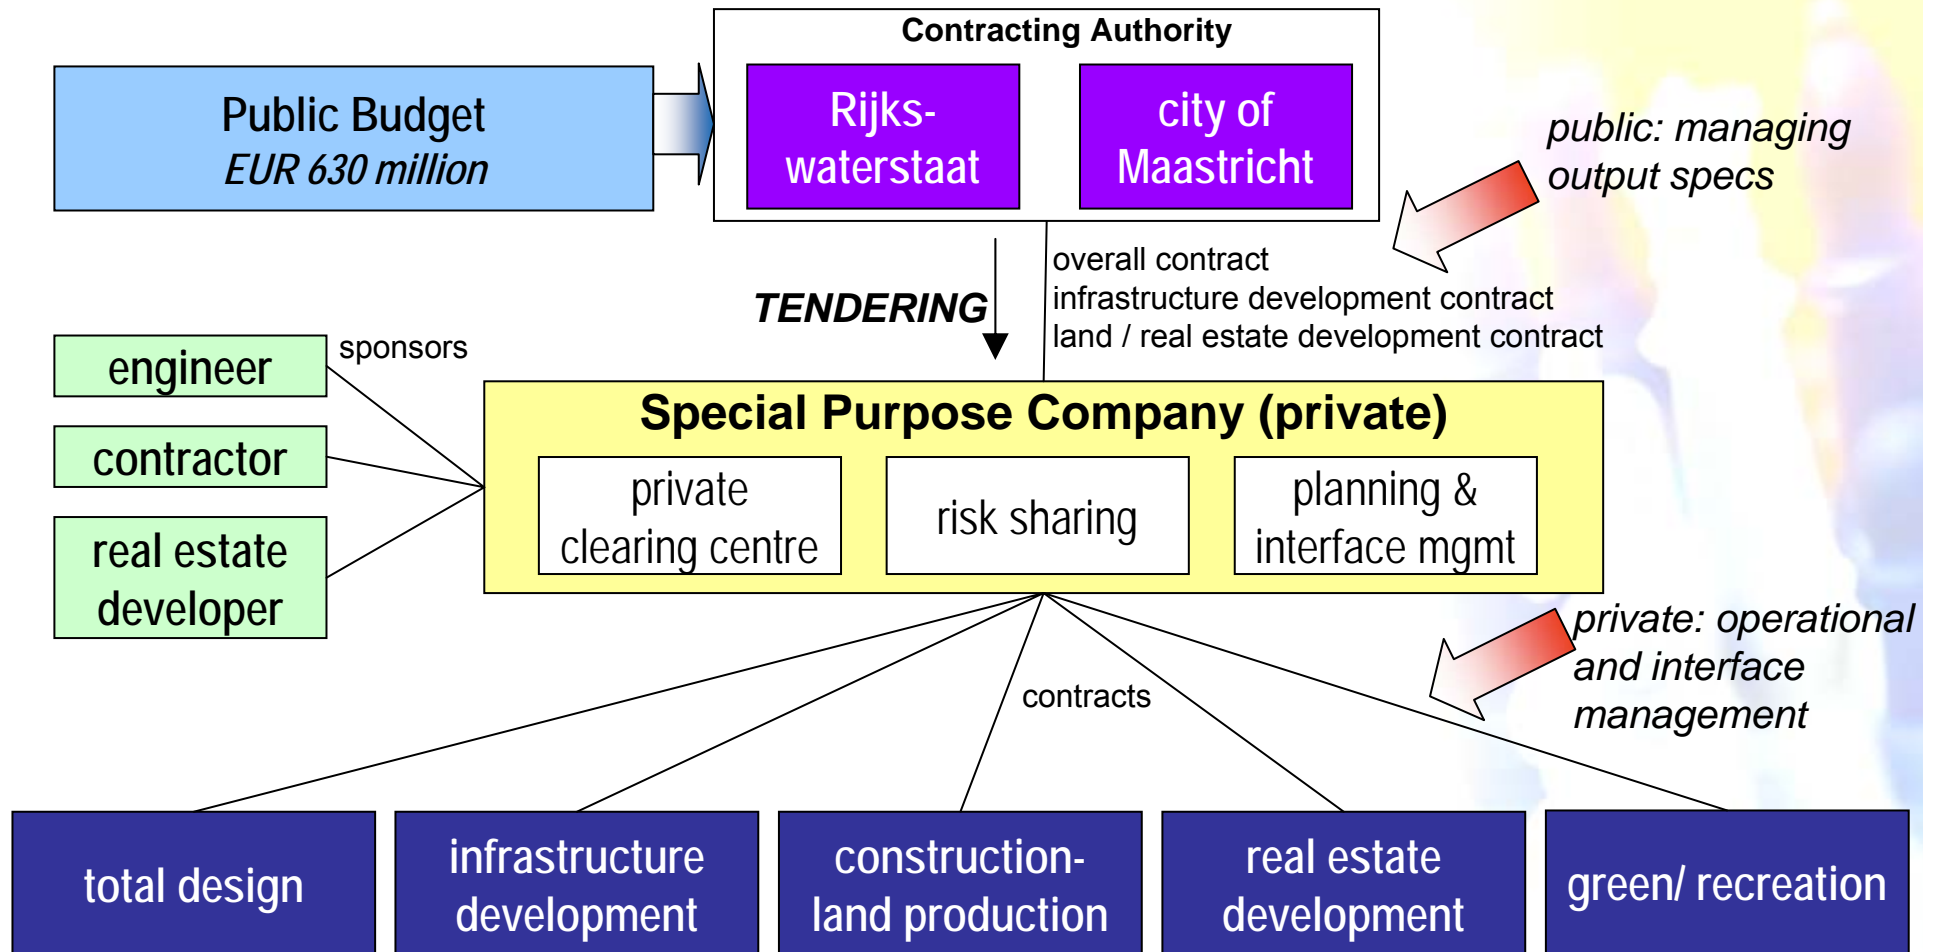 Contracting Authority
Public Budget
EUR 630 million
Rijks-
waterstaat
city of
Maastricht
public: managing
output specs
TENDERING
overall contract
infrastructure development contract
land / real estate development contract
engineer
contractor
real estate
developer
sponsors
Special Purpose Company (private)
private
clearing centre
risk sharing
planning &
interface mgmt
private: operational
and interface
management
contracts
total design
infrastructure
development
construction-
land production
real estate
development
green/ recreation